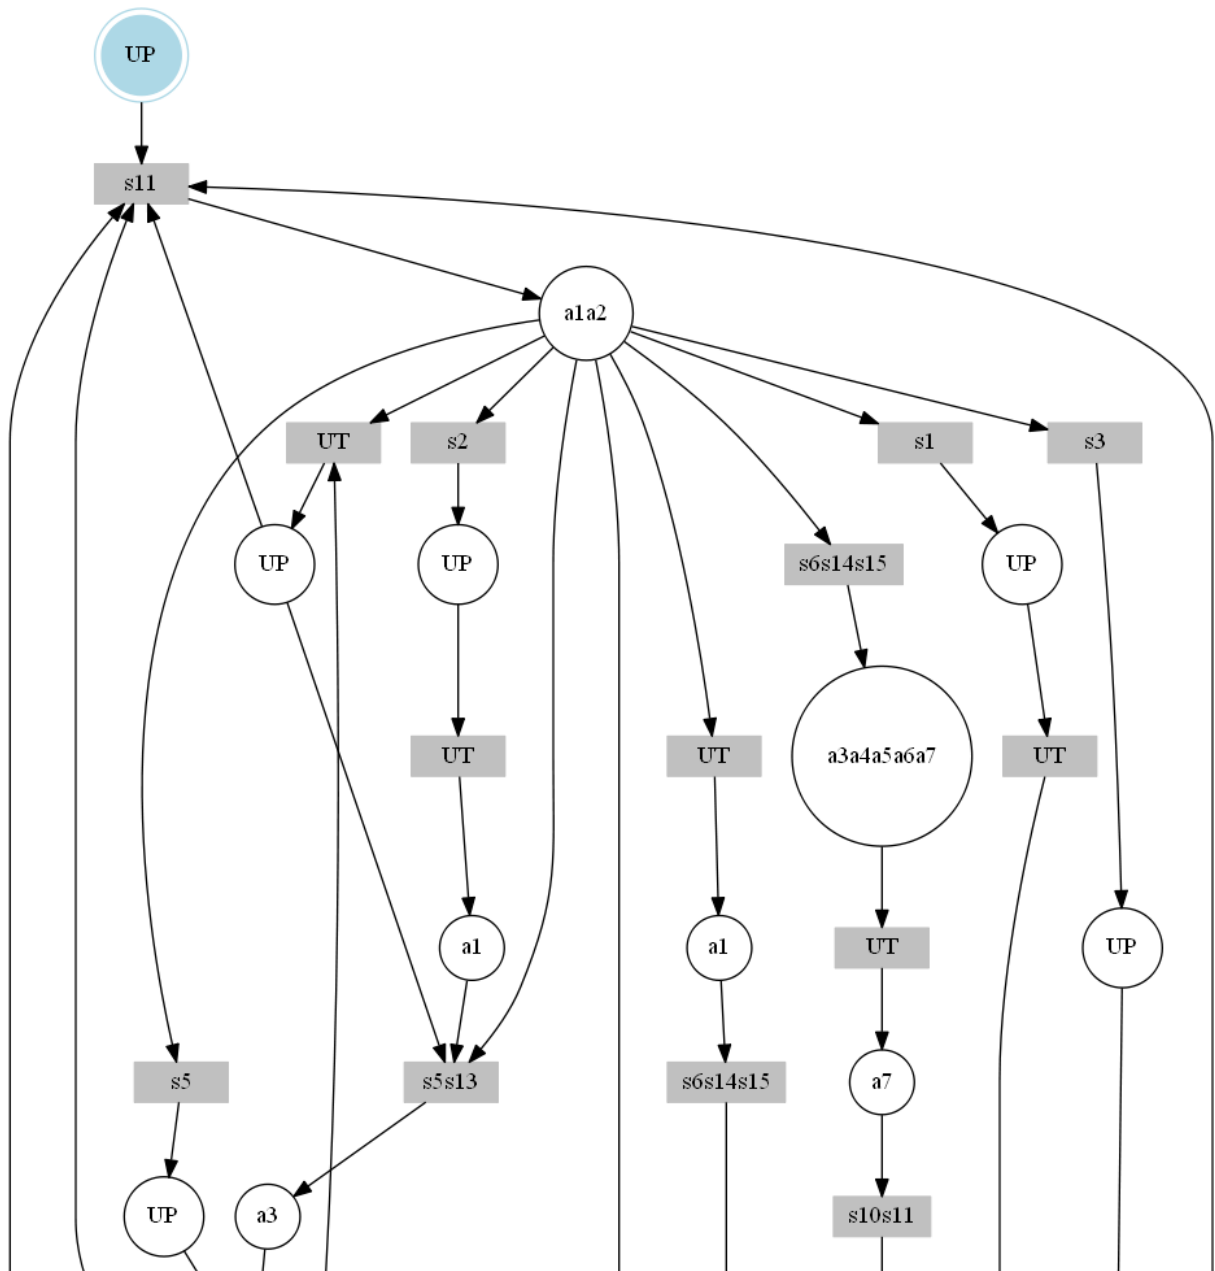 UP
s11
a1a2
UT
s2
s1
s3
UP
UP
s6s14s15
UP
UT
UT
a3a4a5a6a7
UT
a1
a1
UT
UP
s5
s5s13
s6s14s15
a7
UP
a3
s10s11